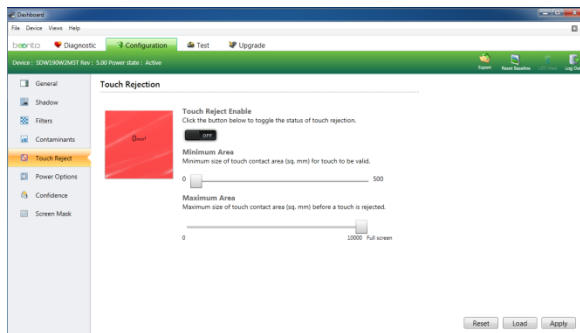 Dashboard
File Device Views Help
Diagnostic Configuration Test Upgrade
Device : SDW190W2MST Rev : 5.00 Power state : Active
Export Reset Baseline Log Out
General
Shadow
Filters
Contaminants
Touch Reject
Power Options
Confidence
Screen Mask
Touch Rejection
Touch Reject Enable
Click the button below to toggle the status of touch rejection.
OFF
Minimum Area
Minimum size of touch contact area (sq. mm) for touch to be valid.
0 500
Maximum Area
Maximum size of touch contact area (sq. mm) before a touch is rejected.
0 10000 Full screen
Reset Load Apply